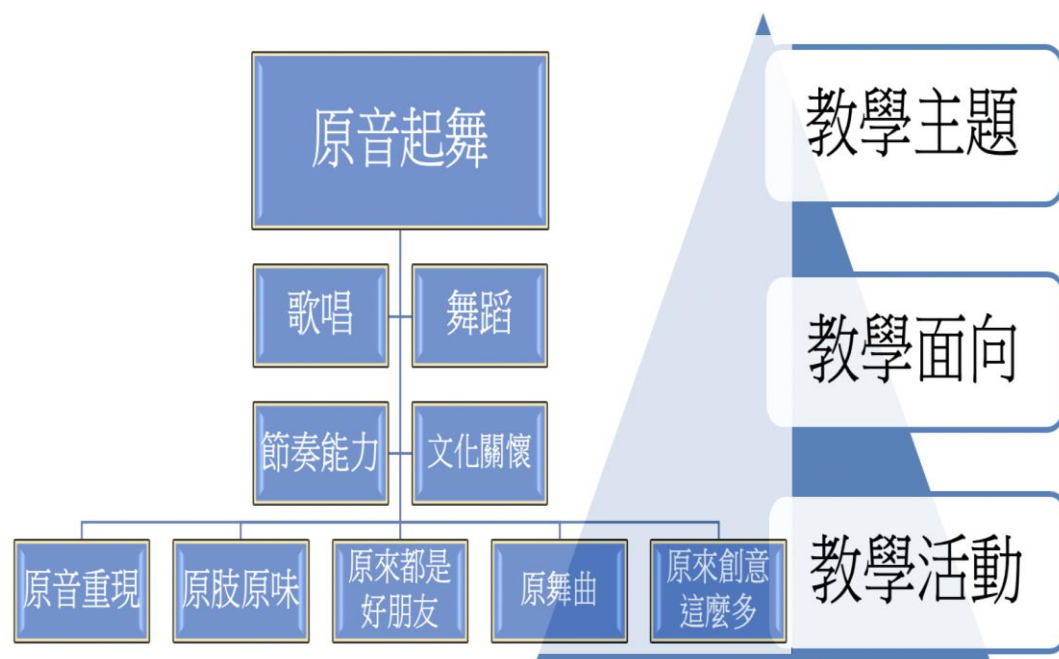 原音起舞
教學主題
歌唱
舞蹈
教學面向
節奏能力
文化關懷
原音重現
原肢原味
原來都是
好朋友
原舞曲
原來創意
這麼多
教學活動